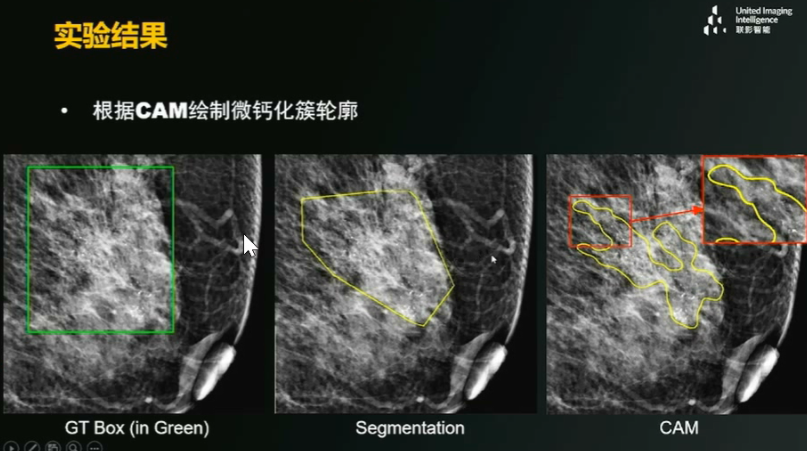 United Imaging
Intelligence
联影智能
实验结果
• 根据CAM绘制微钙化簇轮廓
GT Box (in Green)
Segmentation
CAM